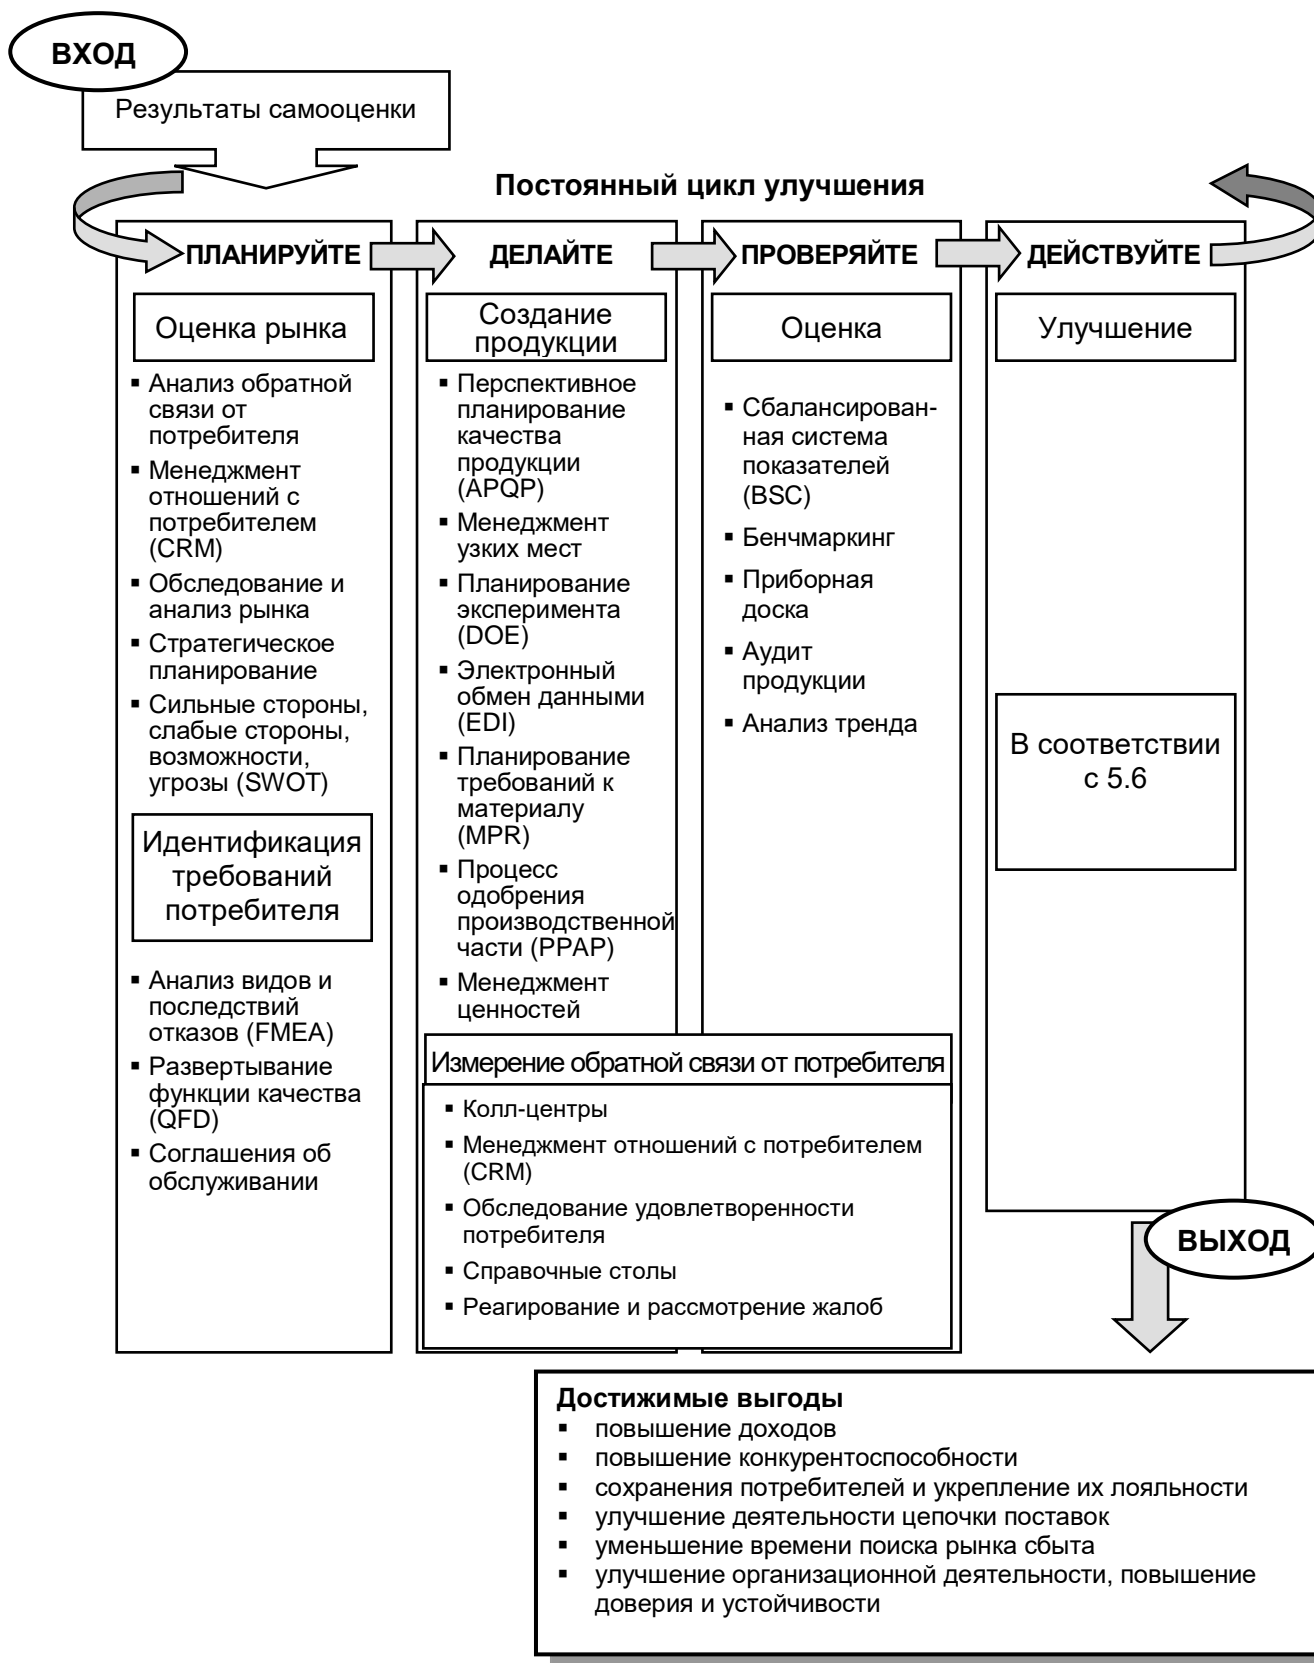 ВХОД
Результаты самооценки
Постоянный цикл улучшения
ПЛАНИРУЙТЕ
Оценка рынка
▪ Анализ обратной
связи от
потребителя
▪ Менеджмент
отношений с
потребителем
(CRM)
▪ Обследование и
анализ рынка
▪ Стратегическое
планирование
▪ Сильные стороны,
слабые стороны,
возможности,
угрозы (SWOT)
Идентификация
требований
потребителя
▪ Анализ видов и
последствий
отказов (FMEA)
▪ Развертывание
функции качества
(QFD)
▪ Соглашения об
обслуживании
ДЕЛАЙТЕ
Создание
продукции
▪ Перспективное
планирование
качества
продукции
(APQP)
▪ Менеджмент
узких мест
▪ Планирование
эксперимента
(DOE)
▪ Электронный
обмен данными
(EDI)
▪ Планирование
требований к
материалу
(MPR)
▪ Процесс
одобрения
производственной
части (PPAP)
▪ Менеджмент
ценностей
ПРОВЕРЯЙТЕ
Оценка
▪ Сбалансирован-
ная система
показателей
(BSC)
▪ Бенчмаркинг
▪ Приборная
доска
▪ Аудит
продукции
▪ Анализ тренда
Измерение обратной связи от потребителя
▪ Колл-центры
▪ Менеджмент отношений с потребителем
(CRM)
▪ Обследование удовлетворенности
потребителя
▪ Справочные столы
▪ Реагирование и рассмотрение жалоб
ДЕЙСТВУЙТЕ
Улучшение
В соответствии
с 5.6
ВЫХОД
Достижимые выгоды
▪ повышение доходов
▪ повышение конкурентоспособности
▪ сохранения потребителей и укрепление их лояльности
▪ улучшение деятельности цепочки поставок
▪ уменьшение времени поиска рынка сбыта
▪ улучшение организационной деятельности, повышение
доверия и устойчивости